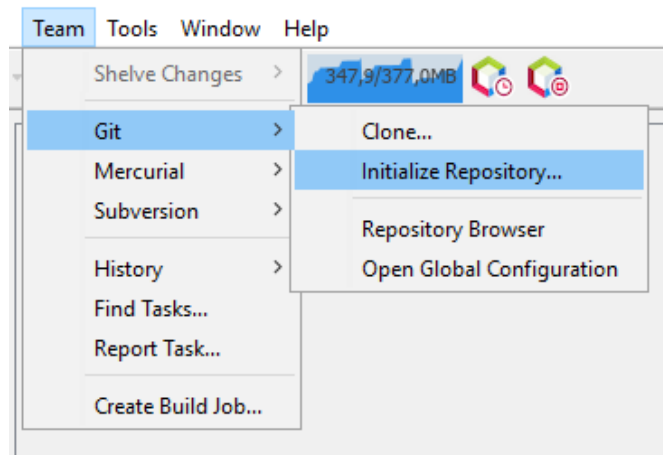 Team Tools Window Help
Shelve Changes
347,9/377,0MB
Git
Clone...
Mercurial
Initialize Repository...
Subversion
Repository Browser
History
Open Global Configuration
Find Tasks...
Report Task...
Create Build Job...